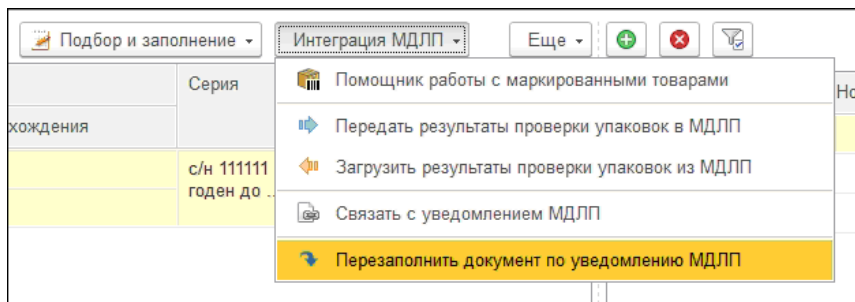 Подбор и заполнение
Интеграция МДЛП
Еще
Серия
Помощник работы с маркированными товарами
Но
хождения
Передать результаты проверки упаковок в МДЛП
с/н 111111
Загрузить результаты проверки упаковок из МДЛП
годен до ..
Связать с уведомлением МДЛП
Перезаполнить документ по уведомлению МДЛП